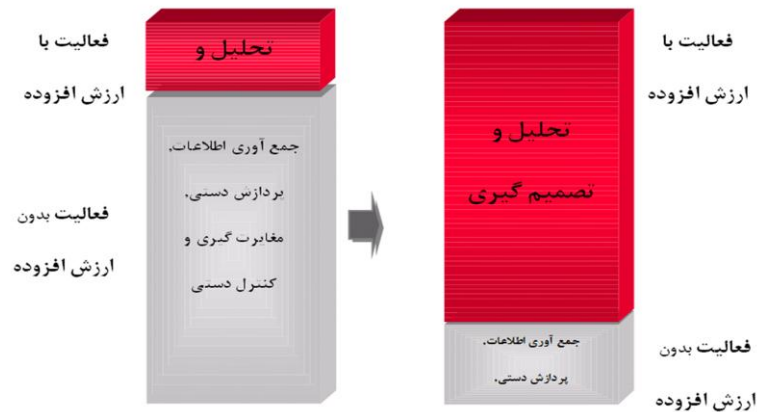 فعالیت با
ارزش افزوده
تحلیل و
جمع آوری اطلاعات،
پردازش دستی،
مغایرت گیری و
کنترل دستی
فعالیت بدون
ارزش افزوده
فعالیت با
ارزش افزوده
تحلیل و
تصمیم گیری
جمع آوری اطلاعات،
پردازش دستی،
فعالیت بدون
ارزش افزوده